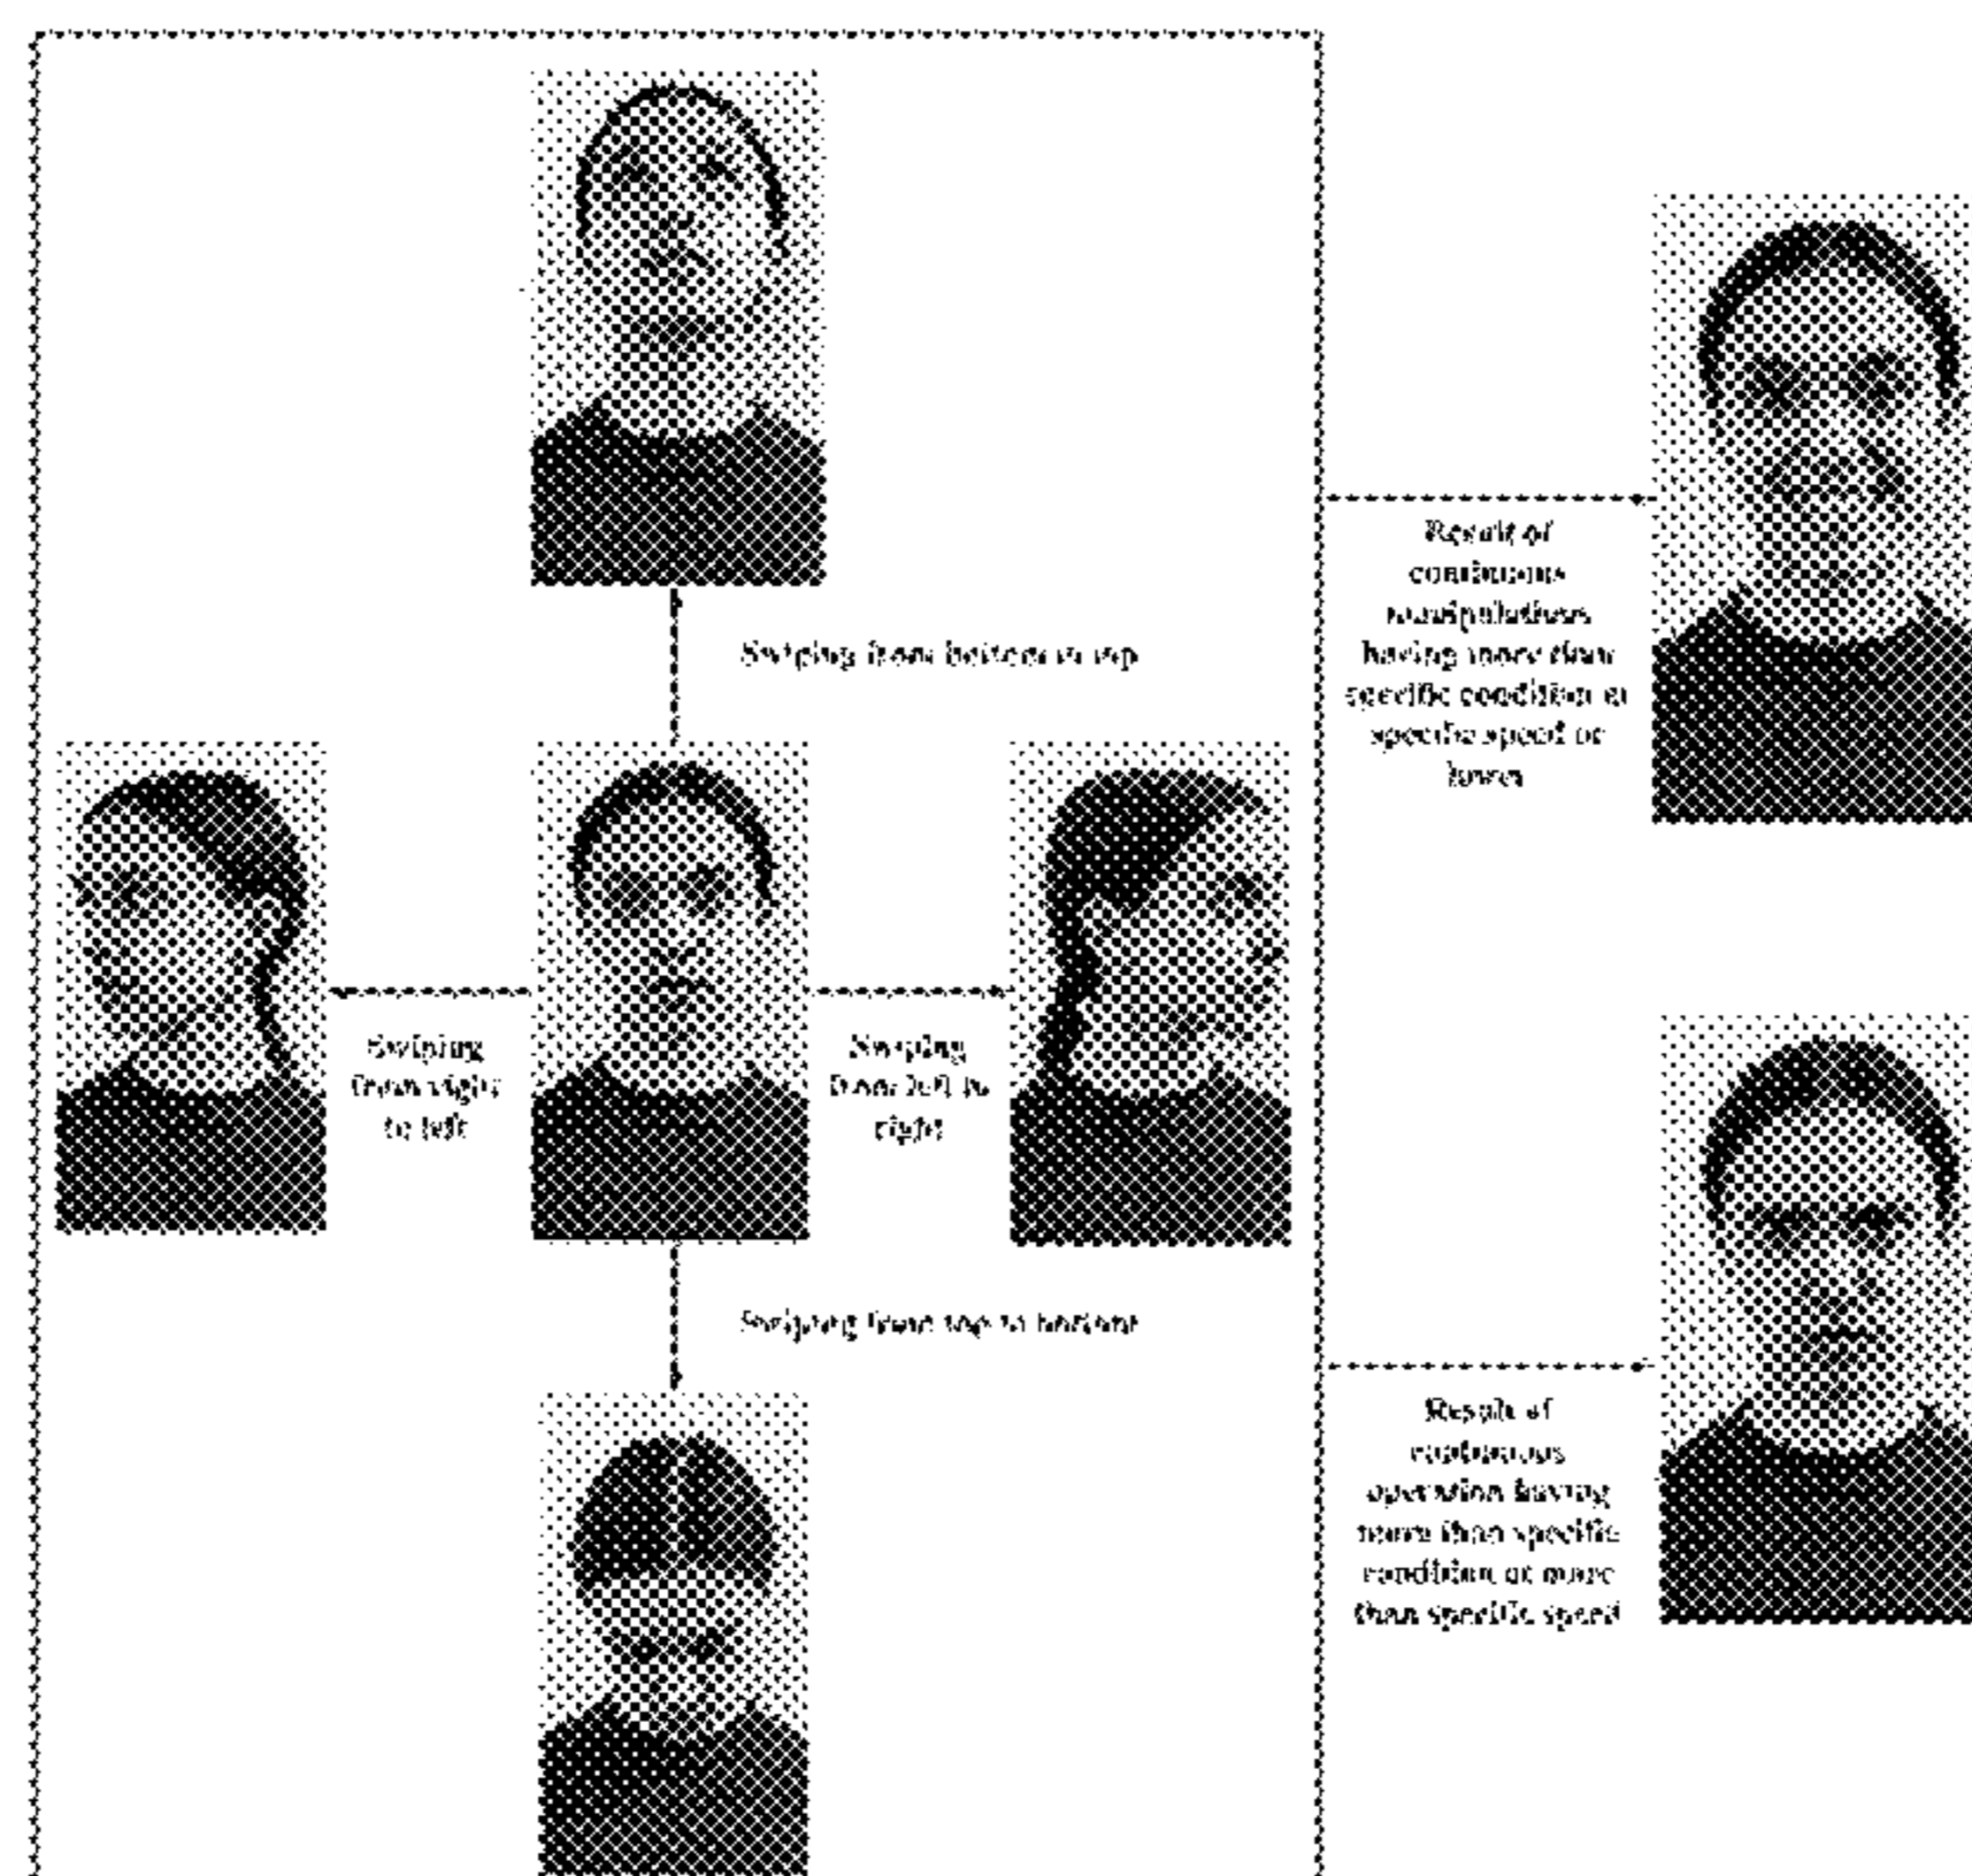 Swiping from bottom to top
Result of
continuous
manipulations
having more than
specific condition at
specific speed or
lower
Swiping
from right
to left
Swiping
from left to
right
Swiping from top to bottom
Result of
continuous
operation having
more than specific
condition at more
than specific speed